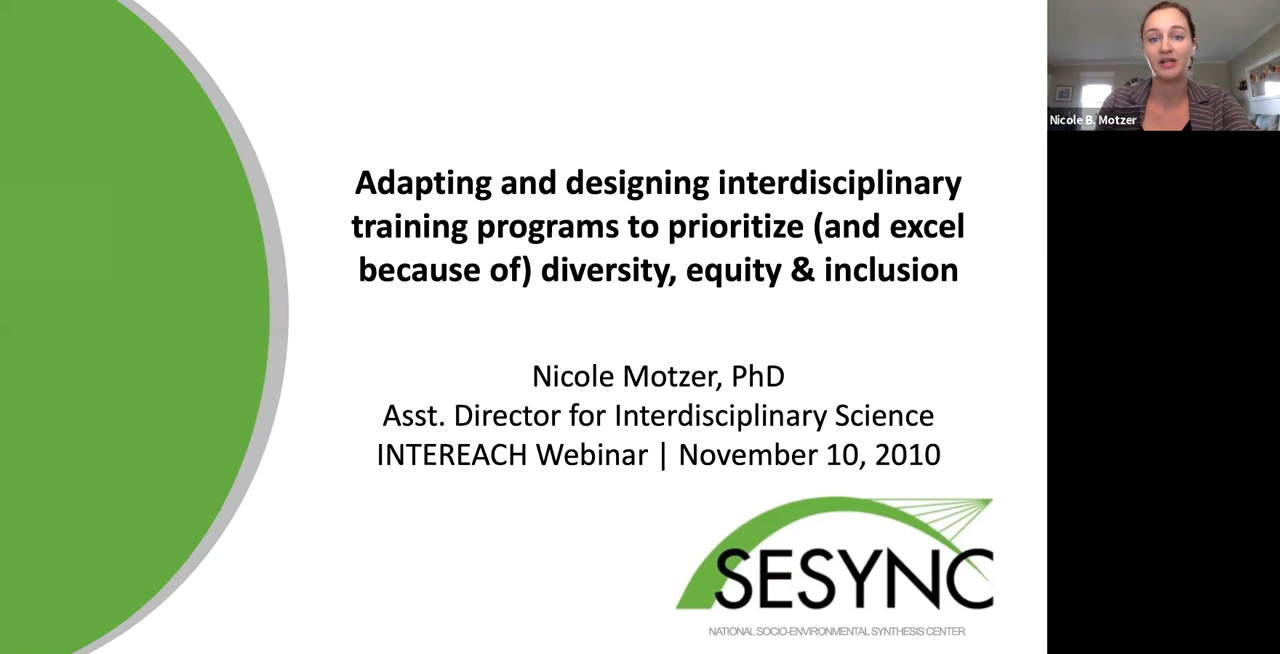 Adapting and designing interdisciplinary
training programs to prioritize (and excel
because of) diversity, equity & inclusion
Nicole Motzer, PhD
Asst. Director for Interdisciplinary Science
INTEREACH Webinar | November 10, 2010
SESYNC
NATIONAL SOCIO-ENVIRONMENTAL SYNTHESIS CENTER
Nicole B. Motzer